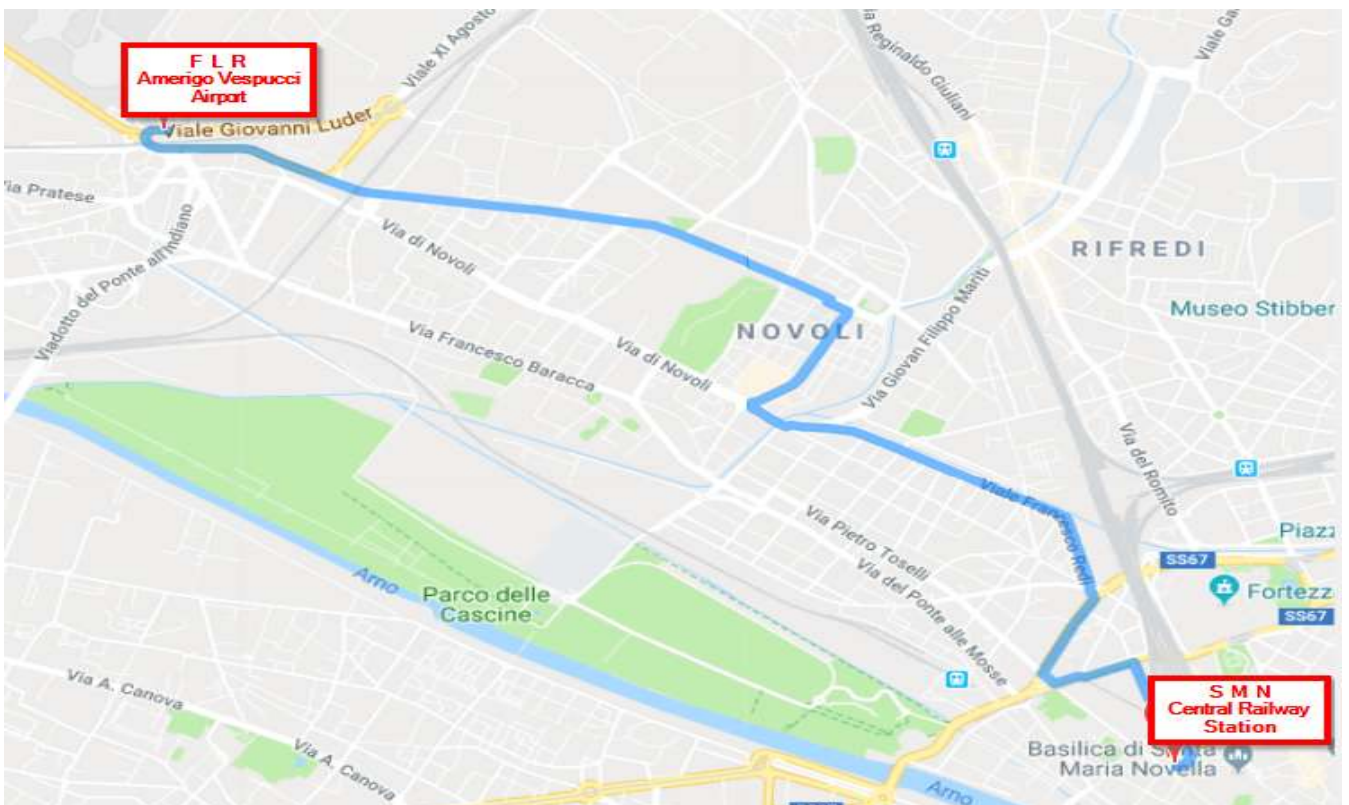 F L R
Amerigo Vespucci
Airport
Viale XI Agosto
Via Reginaldo Giuliani
Viale Giovanni Luder
Via Pratese
Viadotto del Ponte all'Indiano
Via di Novoli
RIFREDI
Museo Stibber
NOVOLI
Via Giovan Filippo Mariti
Via Francesco Baracca
Via di Novoli
Via del Romito
Viale Francesco Redi
Via Pietro Toselli
Piazz
SS67
Arno
Parco delle
Cascine
Via del Ponte alle Mosse
Fortezz
SS67
Via A. Canova
S M N
Central Railway
Station
Via A. Canova
Basilica di Santa
Maria Novella
Arno